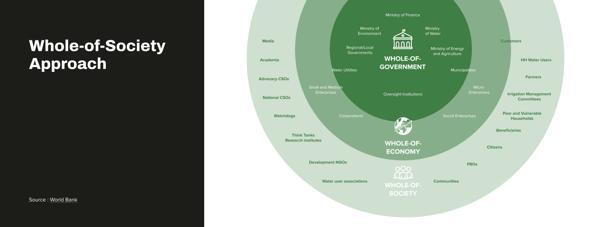 Whole-of-Society
Approach
Source : World Bank
Ministry of Finance
Ministry of
Environment
Ministry
of Water
Regional/Local
Governments
Ministry of Energy
and Agriculture
WHOLE-OF-
GOVERNMENT
Water Utilities
Municipalities
Oversight Institutions
Small and Medium
Enterprises
Micro
Enterprises
Corporations
Social Enterprises
WHOLE-OF-
ECONOMY
Media
Academia
Advocacy CSOs
National CSOs
Watchdogs
Think Tanks
Research institutes
Development NGOs
Water user associations
WHOLE-OF-
SOCIETY
Customers
HH Water Users
Farmers
Irrigation Management
Committees
Poor and Vulnerable
Households
Beneficiaries
Citizens
FBOs
Communities